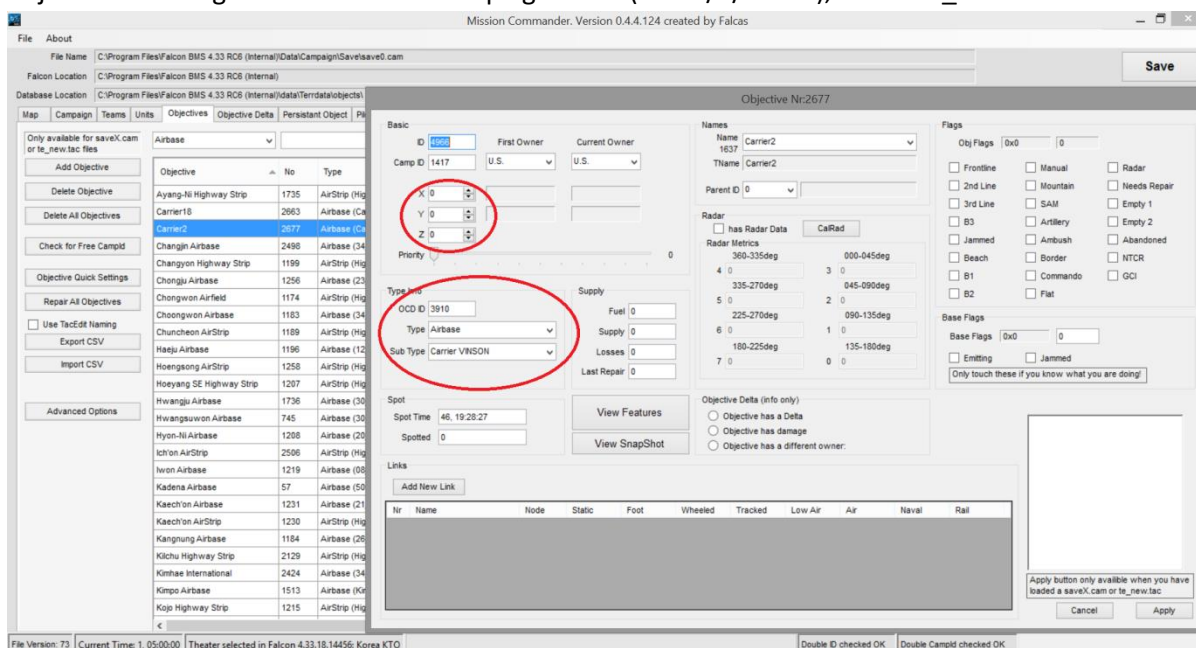 Mission Commander. Version 0.4.4.124 created by Falcas
File About
File Name C:\Program Files\Falcon BMS 4.33 RC6 (Internal)\Data\Campaign\Save\save0.cam
Save
Falcon Location C:\Program Files\Falcon BMS 4.33 RC6 (Internal)
Database Location C:\Program Files\Falcon BMS 4.33 RC6 (Internal)\data\Terrdata\objects\
Objective Nr:2677
Map Campaign Teams Units Objectives Objective Delta Persistant Object
Only available for saveX.cam or te_new.tac files
Airbase
Add Objective
Delete Objective
Delete All Objectives
Check for Free CampId
Objective Quick Settings
Repair All Objectives
Use TacEdit Naming
Export CSV
Import CSV
Advanced Options
Objective No Type
Ayang-Ni Highway Strip 1735 AirStrip (Hig
Carrier18 2663 Airbase (Ca
Carrier2 2677 Airbase (Ca
Changjin Airbase 2498 Airbase (34
Changyon Highway Strip 1199 AirStrip (Hig
Chongju Airbase 1256 Airbase (23
Chongwon Airfield 1174 AirStrip (Hig
Choongwon Airbase 1183 Airbase (34
Chuncheon AirStrip 1189 AirStrip (Hig
Haeju Airbase 1196 Airbase (12
Hoengsong AirStrip 1258 AirStrip (Hig
Hoeyang SE Highway Strip 1207 AirStrip (Hig
Hwangju Airbase 1736 Airbase (30
Hwangsuwon Airbase 745 Airbase (30
Hyon-Ni Airbase 1208 Airbase (20
Ich'on AirStrip 2506 AirStrip (Hig
Iwon Airbase 1219 Airbase (08
Kadena Airbase 57 Airbase (50
Kaech'on Airbase 1231 Airbase (21
Kaech'on AirStrip 1230 AirStrip (Hig
Kangnung Airbase 1184 Airbase (26
Kilchu Highway Strip 2129 AirStrip (Hig
Kimhae International 2424 Airbase (34
Kimpo Airbase 1513 Airbase (Kir
Kojo Highway Strip 1215 AirStrip (Hig
Basic
ID 4966 First Owner Current Owner
Camp ID 1417 U.S. U.S.
X 0
Y 0
Z 0
Priority 0
Type Info
OCD ID 3910
Type Airbase
Sub Type Carrier VINSON
Supply
Fuel 0
Supply 0
Losses 0
Last Repair 0
Spot
Spot Time 46, 19:28:27
Spotted 0
View Features
View SnapShot
Names
Name 1637 Carrier2
TName Carrier2
Parent ID 0
Radar
has Radar Data CalRad
Radar Metrics
360-335deg 000-045deg
4 0 3 0
335-270deg 045-090deg
5 0 2 0
225-270deg 090-135deg
6 0 1 0
180-225deg 135-180deg
7 0 0 0
Objective Delta (info only)
Objective has a Delta
Objective has damage
Objective has a different owner:
Flags
Obj Flags 0x0 0
Frontline Manual Radar
2nd Line Mountain Needs Repair
3rd Line SAM Empty 1
B3 Artillery Empty 2
Jammed Ambush Abandoned
Beach Border NTCR
B1 Commando GCI
B2 Flat
Base Flags
Base Flags 0x0 0
Emitting Jammed
Only touch these if you know what you are doing!
Links
Add New Link
Nr Name Node Static Foot Wheeled Tracked Low Air Air Naval Rail
Apply button only availible when you have loaded a saveX.cam or te_new.tac
Cancel Apply
File Version: 73 Current Time: 1, 05:00:00 Theater selected in Falcon 4.33.18.14456: Korea KTO Double ID checked OK Double CampId checked OK